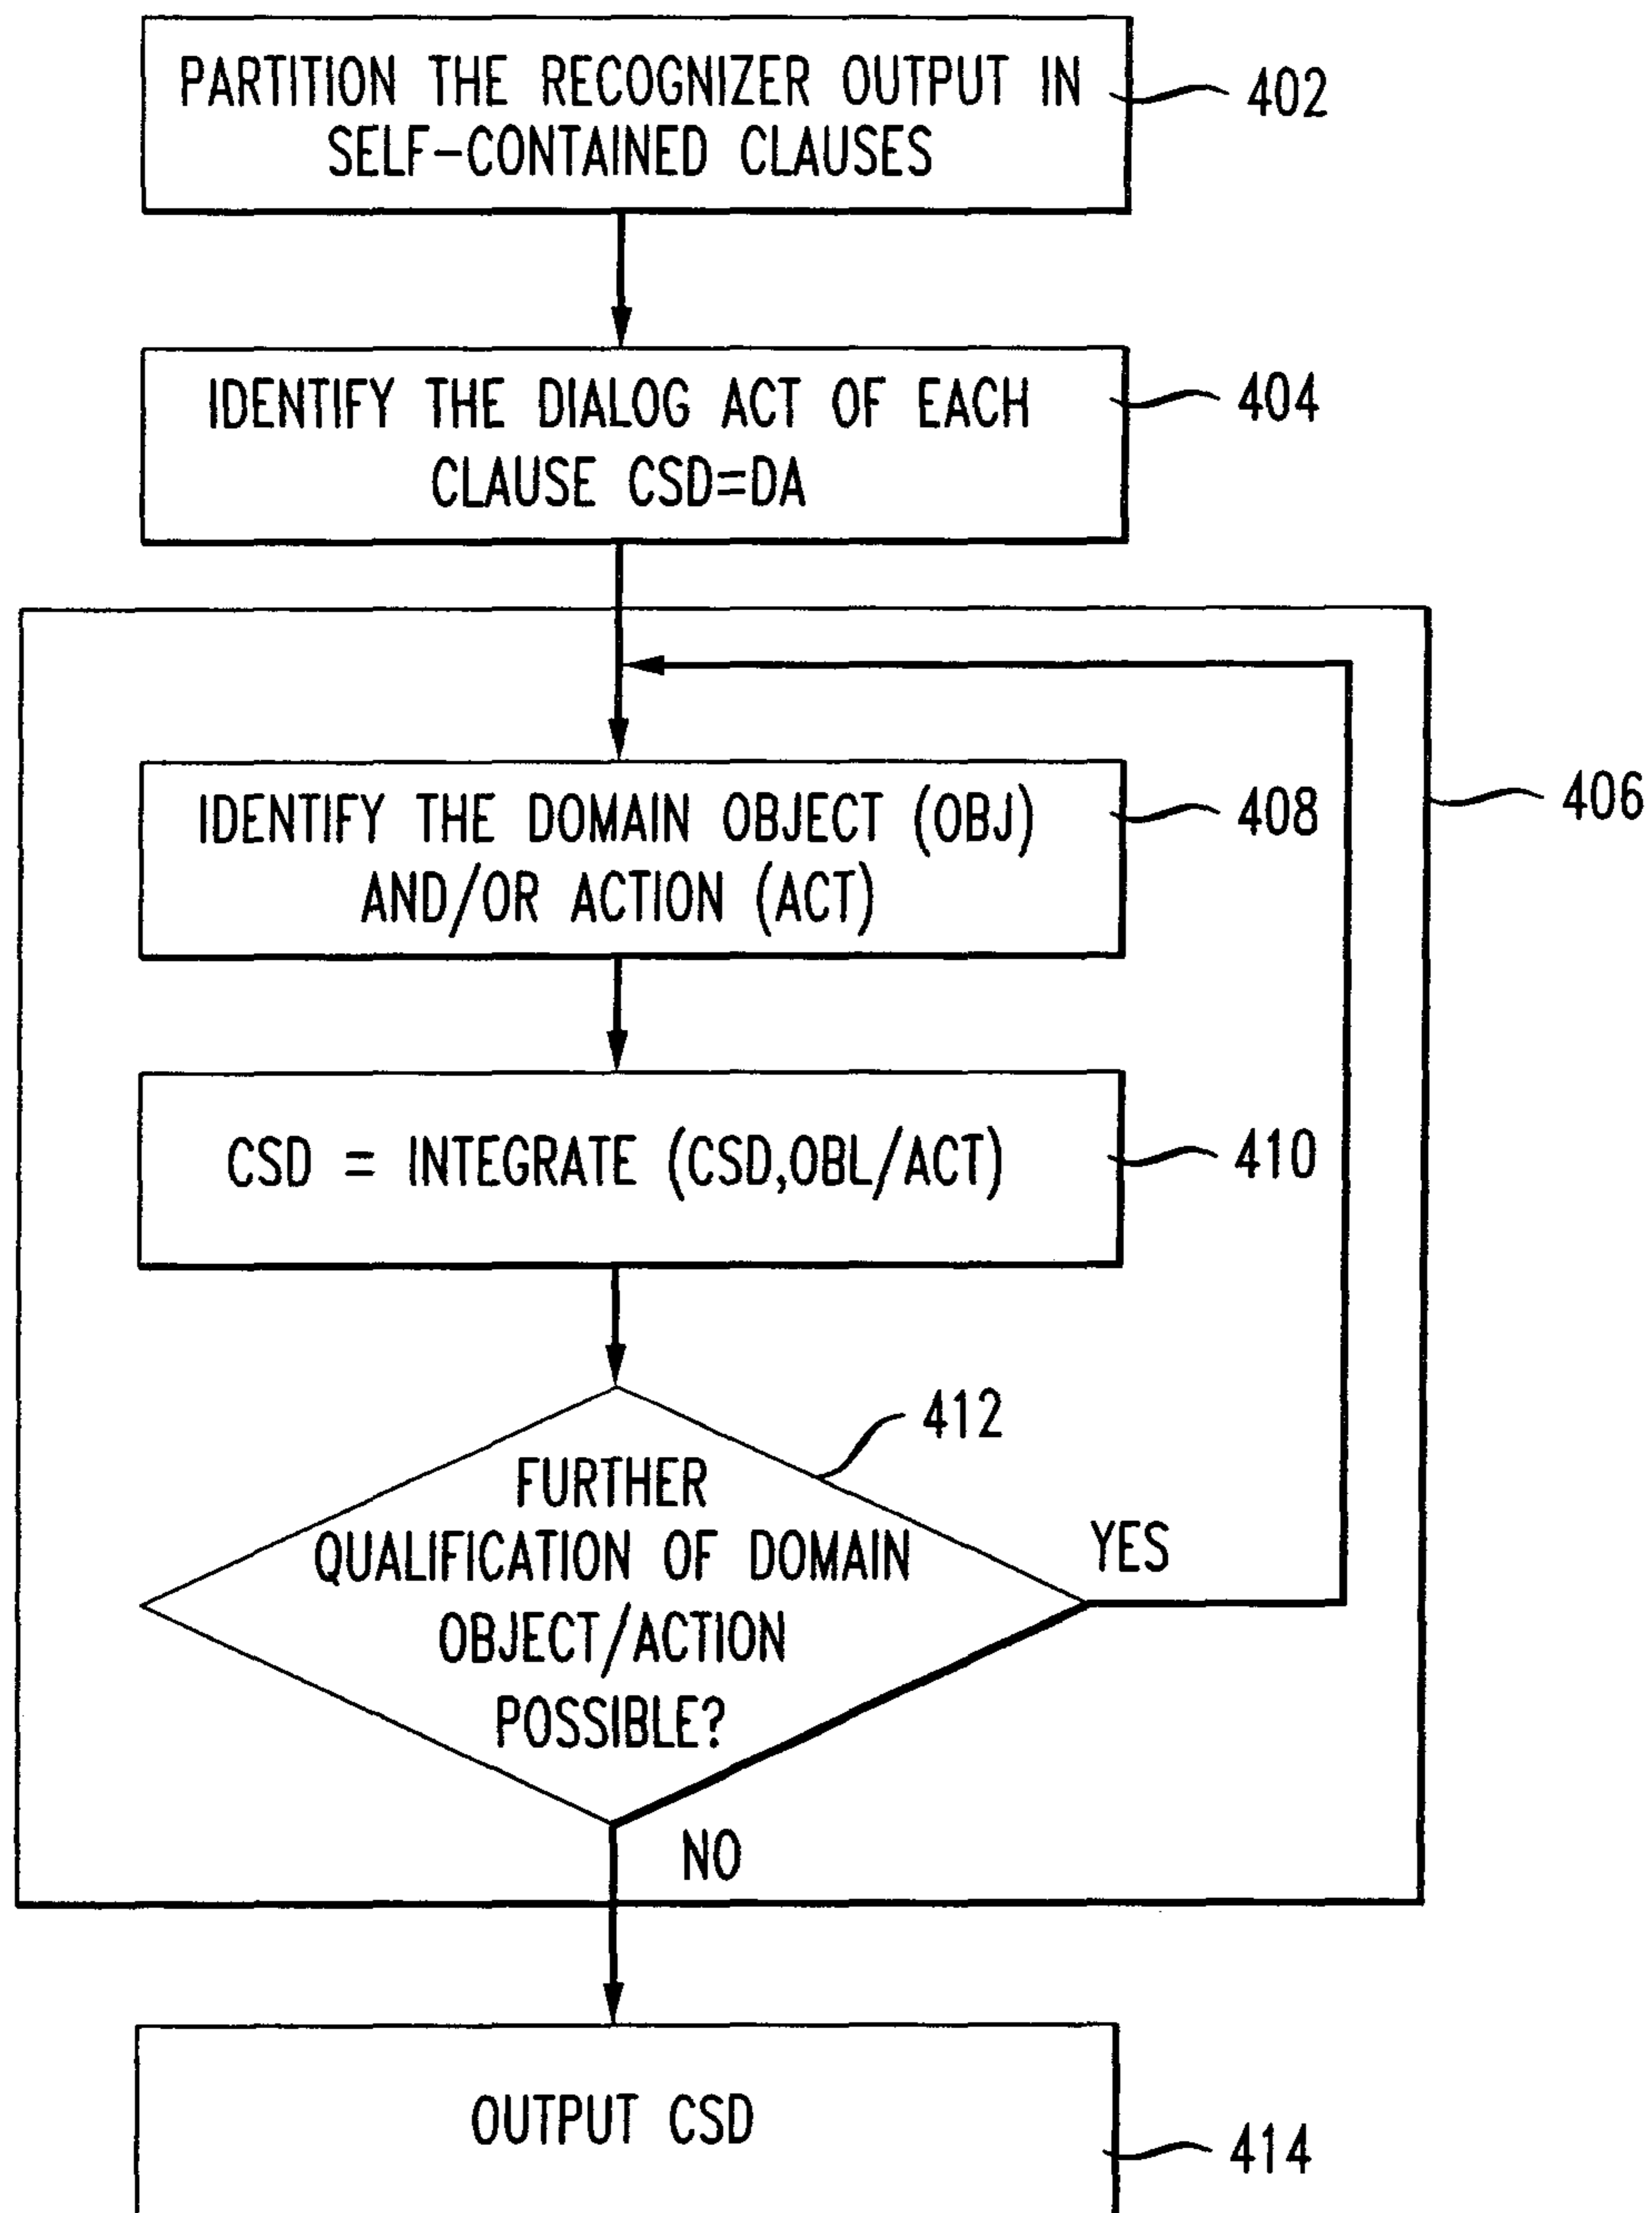 PARTITION THE RECOGNIZER OUTPUT IN
SELF-CONTAINED CLAUSES
402
IDENTIFY THE DIALOG ACT OF EACH
CLAUSE CSD=DA
404
406
IDENTIFY THE DOMAIN OBJECT (OBJ)
AND/OR ACTION (ACT)
408
CSD = INTEGRATE (CSD,OBL/ACT)
410
412
FURTHER
QUALIFICATION OF DOMAIN
OBJECT/ACTION
POSSIBLE?
YES
NO
OUTPUT CSD
414